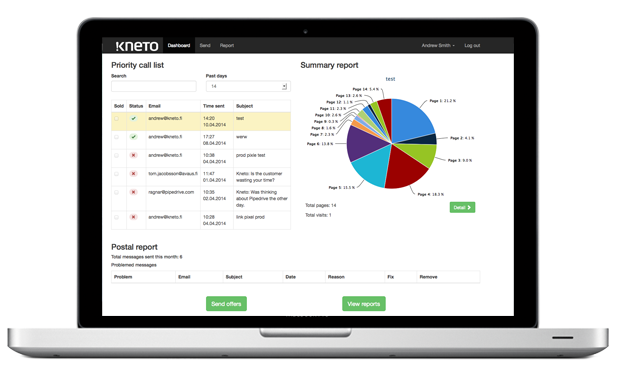 KNETO Dashboard Send Report Andrew Smith Log out
Priority call list
Search Past days
14
Sold Status Email Time sent Subject
andrew@kneto.fi 14:20 10.04.2014 test
andrew@kneto.fi 17:27 08.04.2014 werw
andrew@kneto.fi 10:38 04.04.2014 prod pixle test
tom.jacobsson@avaus.fi 11:47 01.04.2014 Kneto: Is the customer wasting your time?
ragnar@pipedrive.com 10:35 02.04.2014 Kneto: Was thinking about Pipedrive the other day.
andrew@kneto.fi 10:28 04.04.2014 link pixel prod
Summary report
test
Page 14: 5.4 %
Page 13: 2.6 %
Page 12: 1.1 %
Page 11: 2.3 %
Page 10: 2.6 %
Page 9: 0.3 %
Page 8: 1.6 %
Page 7: 2.3 %
Page 6: 13.8 %
Page 5: 15.5 %
Page 1: 21.2 %
Page 2: 4.1 %
Page 3: 9.0 %
Page 4: 18.3 %
Total pages: 14
Total visits: 1
Detail
Postal report
Total messages sent this month: 6
Problemed messages
Problem Email Subject Date Reason Fix Remove
Send offers View reports